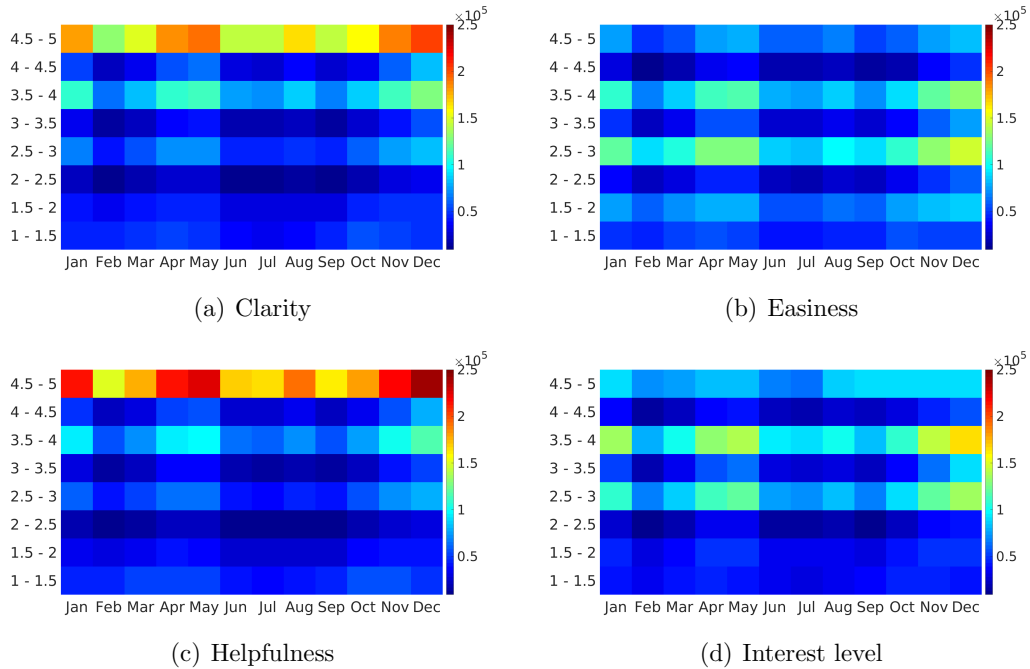 ×10⁵
4.5 - 5
4 - 4.5
3.5 - 4
3 - 3.5
2.5 - 3
2 - 2.5
1.5 - 2
1 - 1.5
Jan Feb Mar Apr May Jun Jul Aug Sep Oct Nov Dec
2.5
2
1.5
1
0.5
(a) Clarity
×10⁵
4.5 - 5
4 - 4.5
3.5 - 4
3 - 3.5
2.5 - 3
2 - 2.5
1.5 - 2
1 - 1.5
Jan Feb Mar Apr May Jun Jul Aug Sep Oct Nov Dec
2.5
2
1.5
1
0.5
(b) Easiness
×10⁵
4.5 - 5
4 - 4.5
3.5 - 4
3 - 3.5
2.5 - 3
2 - 2.5
1.5 - 2
1 - 1.5
Jan Feb Mar Apr May Jun Jul Aug Sep Oct Nov Dec
2.5
2
1.5
1
0.5
(c) Helpfulness
×10⁵
4.5 - 5
4 - 4.5
3.5 - 4
3 - 3.5
2.5 - 3
2 - 2.5
1.5 - 2
1 - 1.5
Jan Feb Mar Apr May Jun Jul Aug Sep Oct Nov Dec
2.5
2
1.5
1
0.5
(d) Interest level